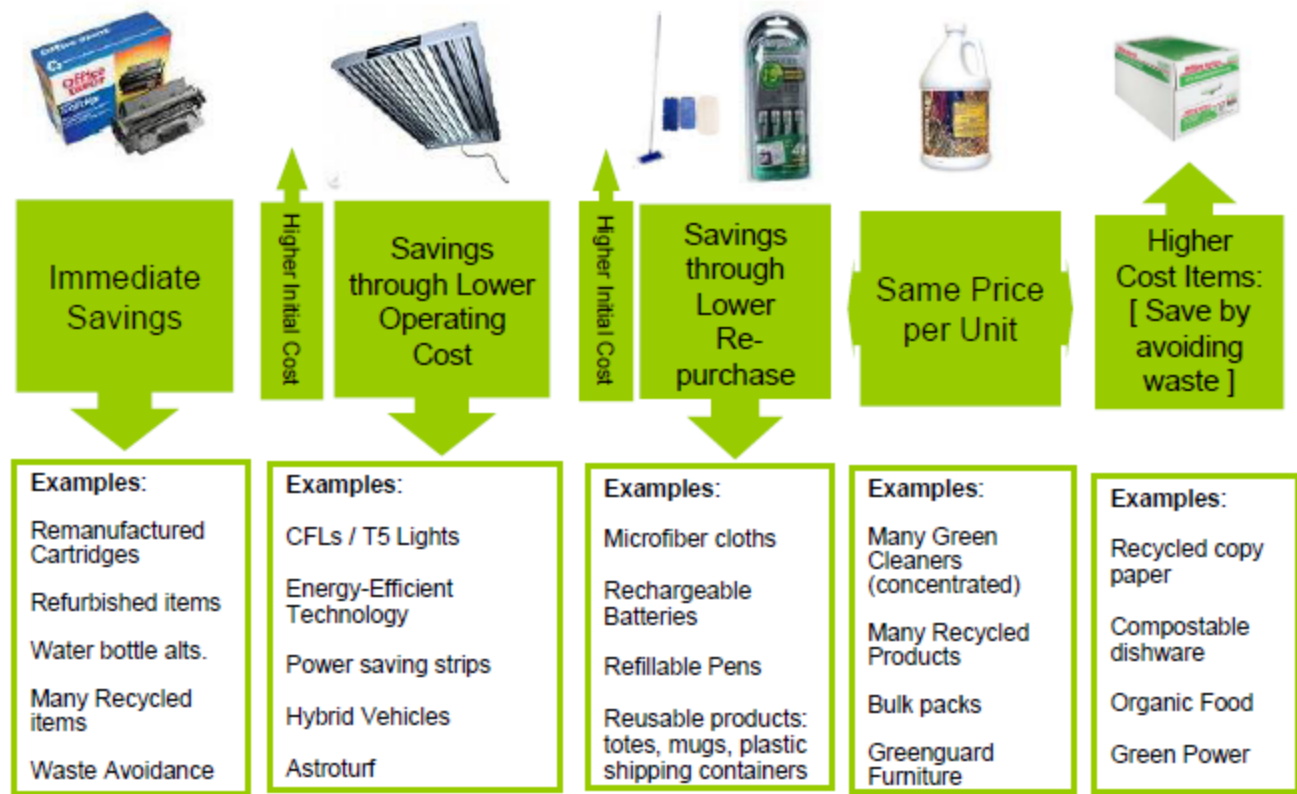 Office Depot
Immediate
Savings
Higher Initial Cost
Savings
through Lower
Operating
Cost
Higher Initial Cost
Savings
through
Lower
Re-
purchase
Same Price
per Unit
Higher
Cost Items:
[ Save by
avoiding
waste ]
Examples:
Remanufactured
Cartridges
Refurbished items
Water bottle alts.
Many Recycled
items
Waste Avoidance
Examples:
CFLs / T5 Lights
Energy-Efficient
Technology
Power saving strips
Hybrid Vehicles
Astroturf
Examples:
Microfiber cloths
Rechargeable
Batteries
Refillable Pens
Reusable products:
totes, mugs, plastic
shipping containers
Examples:
Many Green
Cleaners
(concentrated)
Many Recycled
Products
Bulk packs
Greenguard
Furniture
Examples:
Recycled copy
paper
Compostable
dishware
Organic Food
Green Power